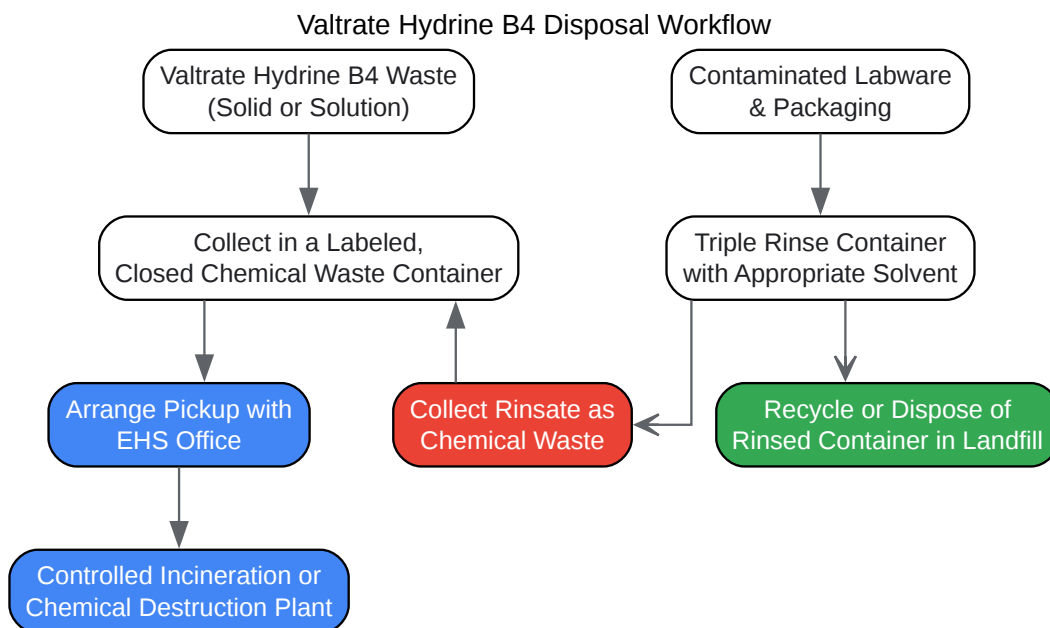 Valtrate Hydrine B4 Disposal Workflow
Valtrate Hydrine B4 Waste
(Solid or Solution)
Contaminated Labware
& Packaging
Collect in a Labeled,
Closed Chemical Waste Container
Triple Rinse Container
with Appropriate Solvent
Arrange Pickup with
EHS Office
Collect Rinsate as
Chemical Waste
Recycle or Dispose of
Rinsed Container in Landfill
Controlled Incineration or
Chemical Destruction Plant